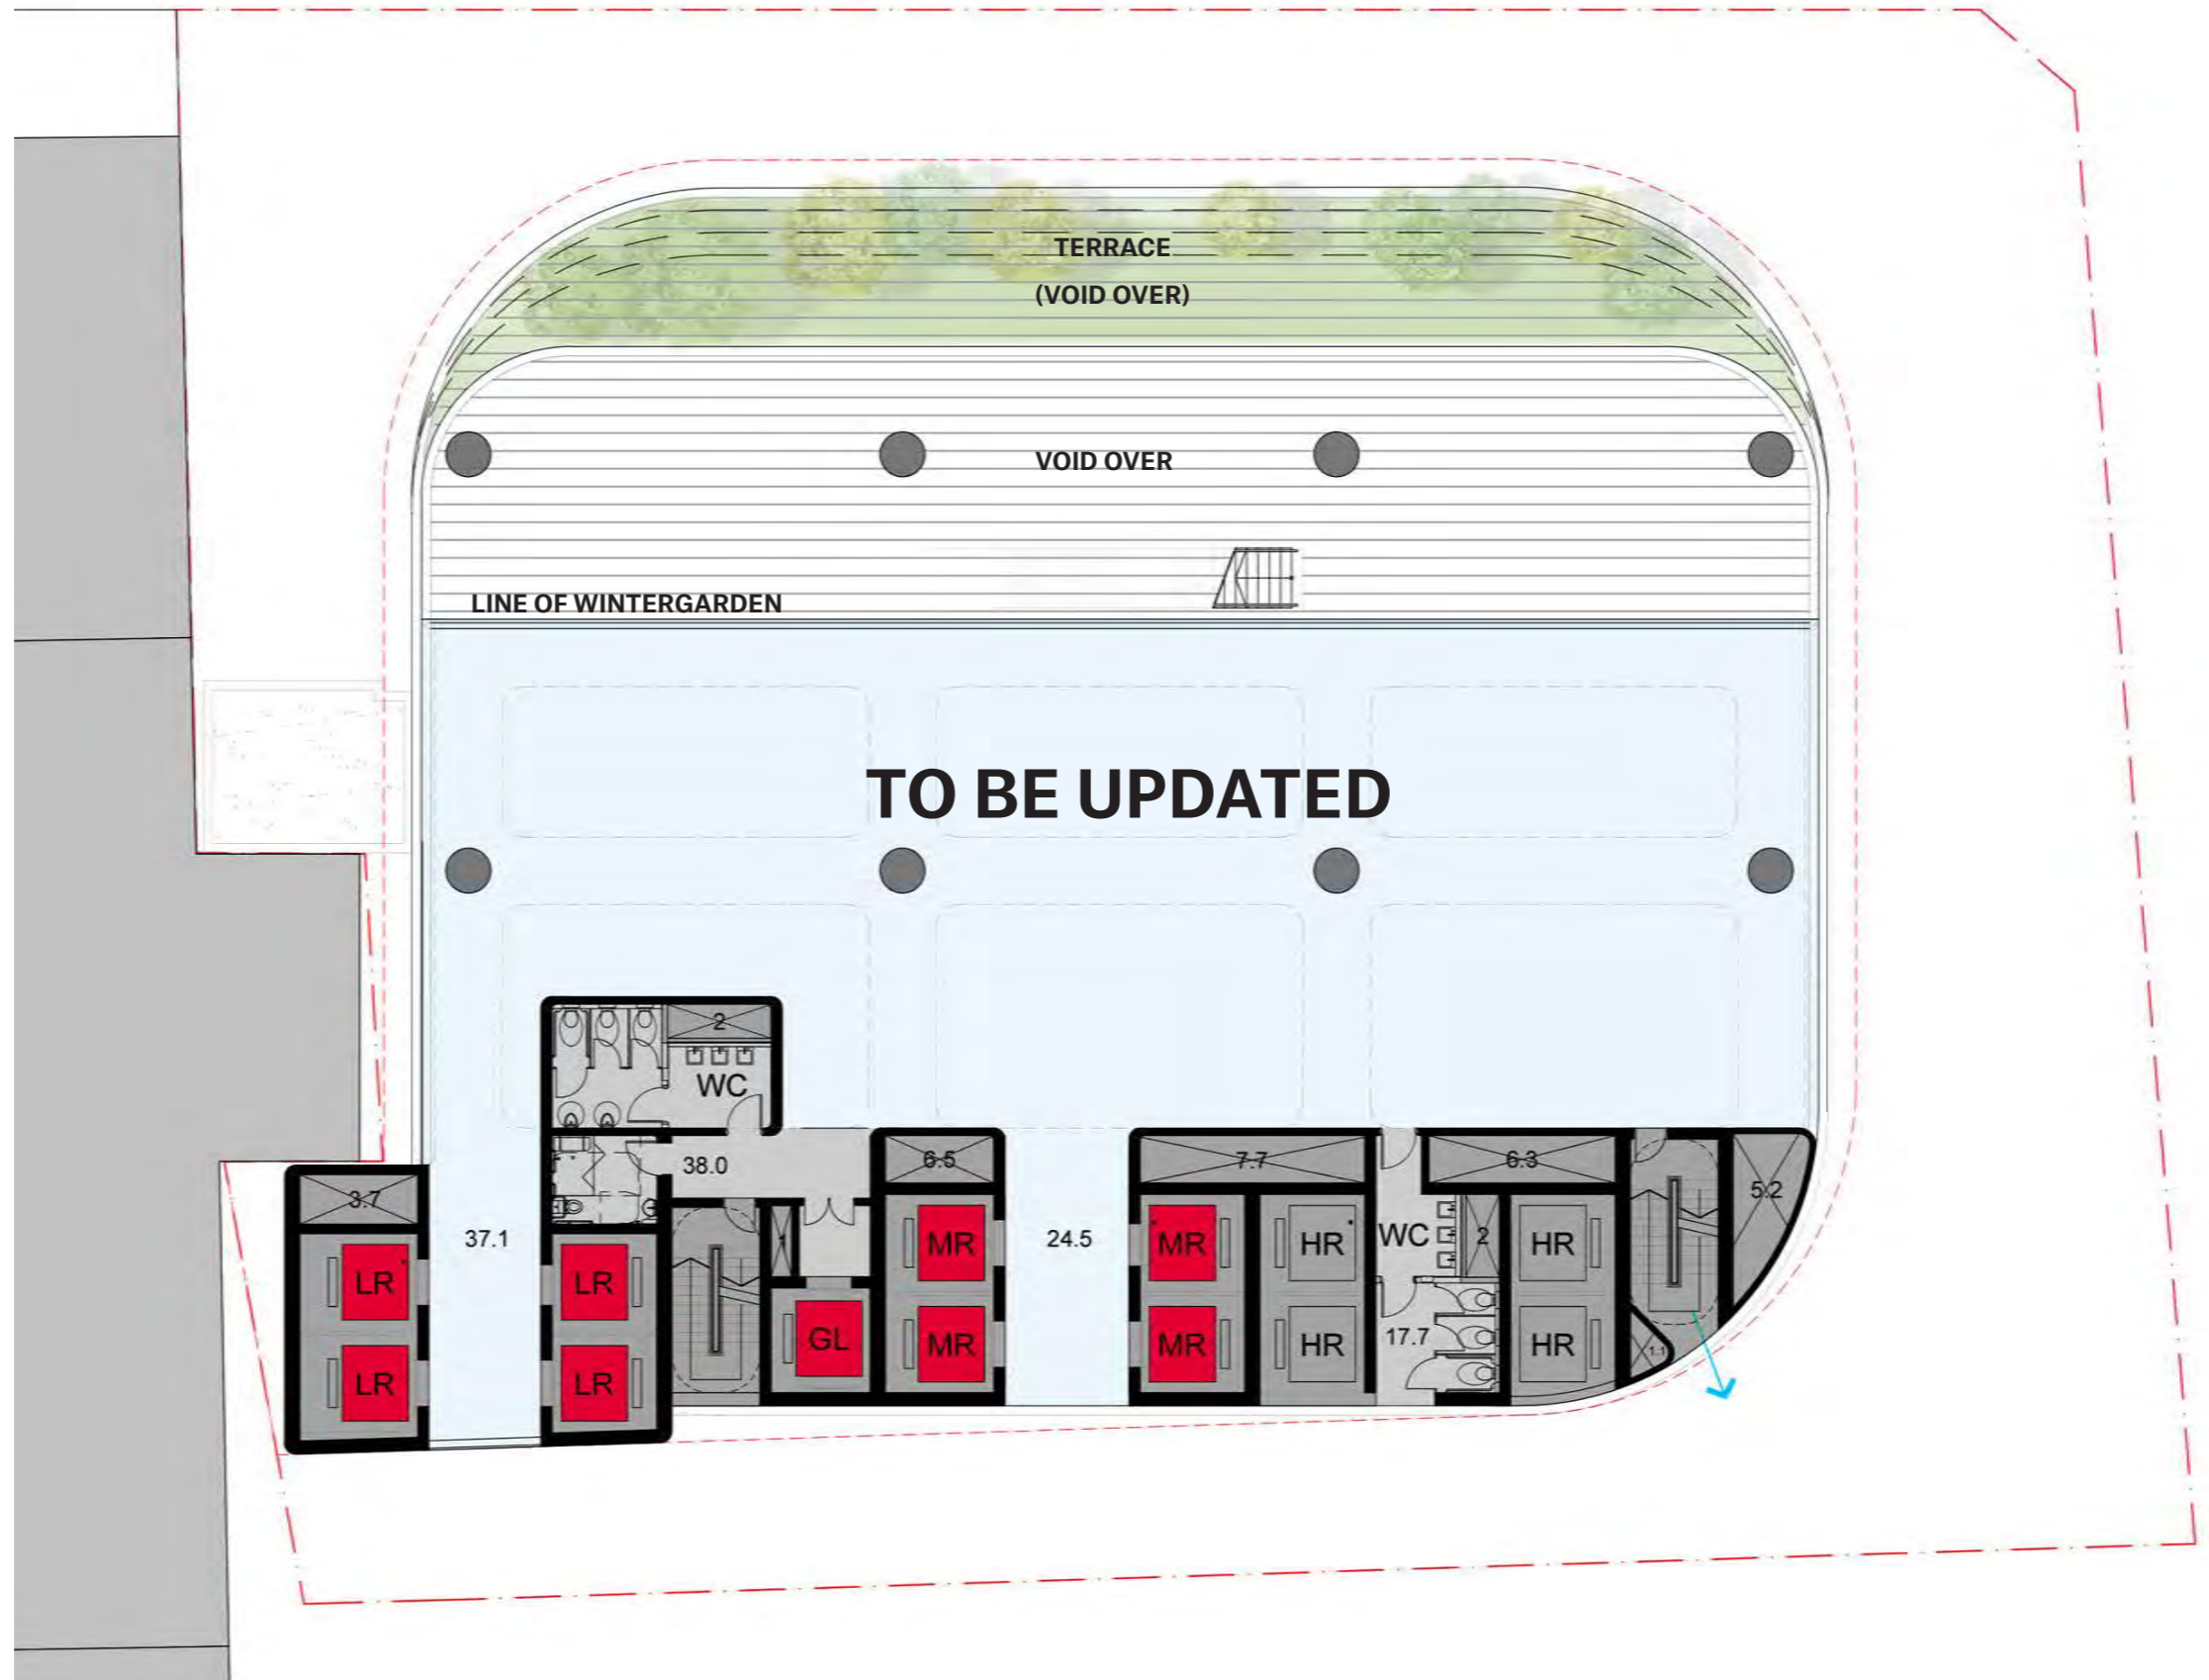 TERRACE
(VOID OVER)
VOID OVER
LINE OF WINTERGARDEN
TO BE UPDATED
2
WC
38.0
6.5
7.7
6.3
5.2
3.7
37.1
1
24.5
MR
MR
HR
WC
2
HR
LR
LR
GL
MR
MR
HR
17.7
HR
1.1
LR
LR